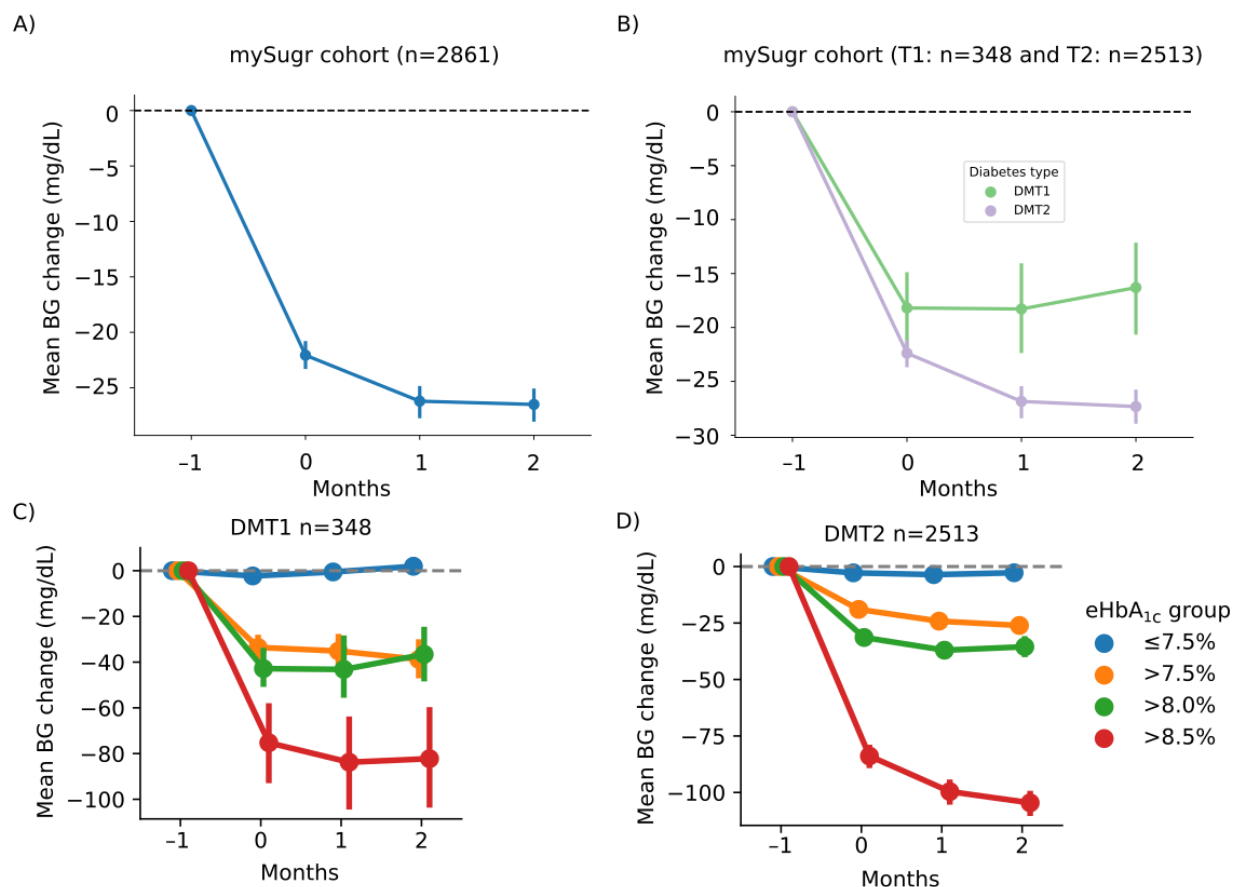 A)
mySugr cohort (n=2861)
Mean BG change (mg/dL)
0
−5
−10
−15
−20
−25
−1
0
1
2
Months
B)
mySugr cohort (T1: n=348 and T2: n=2513)
Mean BG change (mg/dL)
0
−5
−10
−15
−20
−25
−30
Diabetes type
DMT1
DMT2
−1
0
1
2
Months
C)
DMT1 n=348
Mean BG change (mg/dL)
0
−20
−40
−60
−80
−100
−1
0
1
2
Months
D)
DMT2 n=2513
Mean BG change (mg/dL)
0
−25
−50
−75
−100
−1
0
1
2
Months
eHbA1c group
≤7.5%
>7.5%
>8.0%
>8.5%